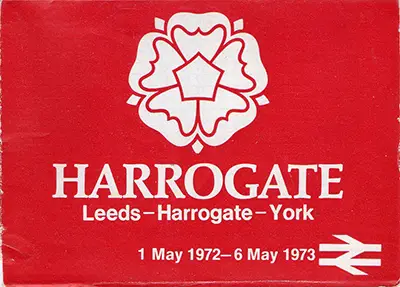 HARROGATE
Leeds–Harrogate–York
1 May 1972–6 May 1973